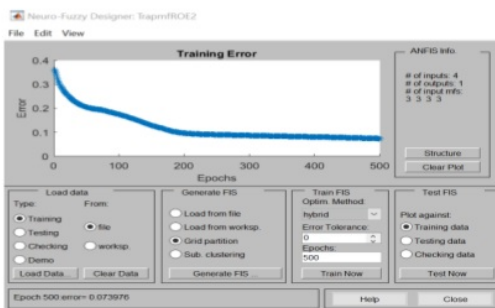 Neuro-Fuzzy Designer: TrapmfROE2
File Edit View
Training Error
0.4
0.3
0.2
0.1
0
Error
0 100 200 300 400 500
Epochs
ANFIS Info.
# of inputs: 4
# of outputs: 1
# of input mfs:
3 3 3 3
Structure
Clear Plot
Load data
Type: From:
Training
Testing
Checking
Demo
file
worksp.
Load Data... Clear Data
Generate FIS
Load from file
Load from worksp.
Grid partition
Sub. clustering
Generate FIS ...
Train FIS
Optim. Method:
hybrid
Error Tolerance:
0
Epochs:
500
Train Now
Test FIS
Plot against:
Training data
Testing data
Checking data
Test Now
Epoch 500:error= 0.073976
Help Close